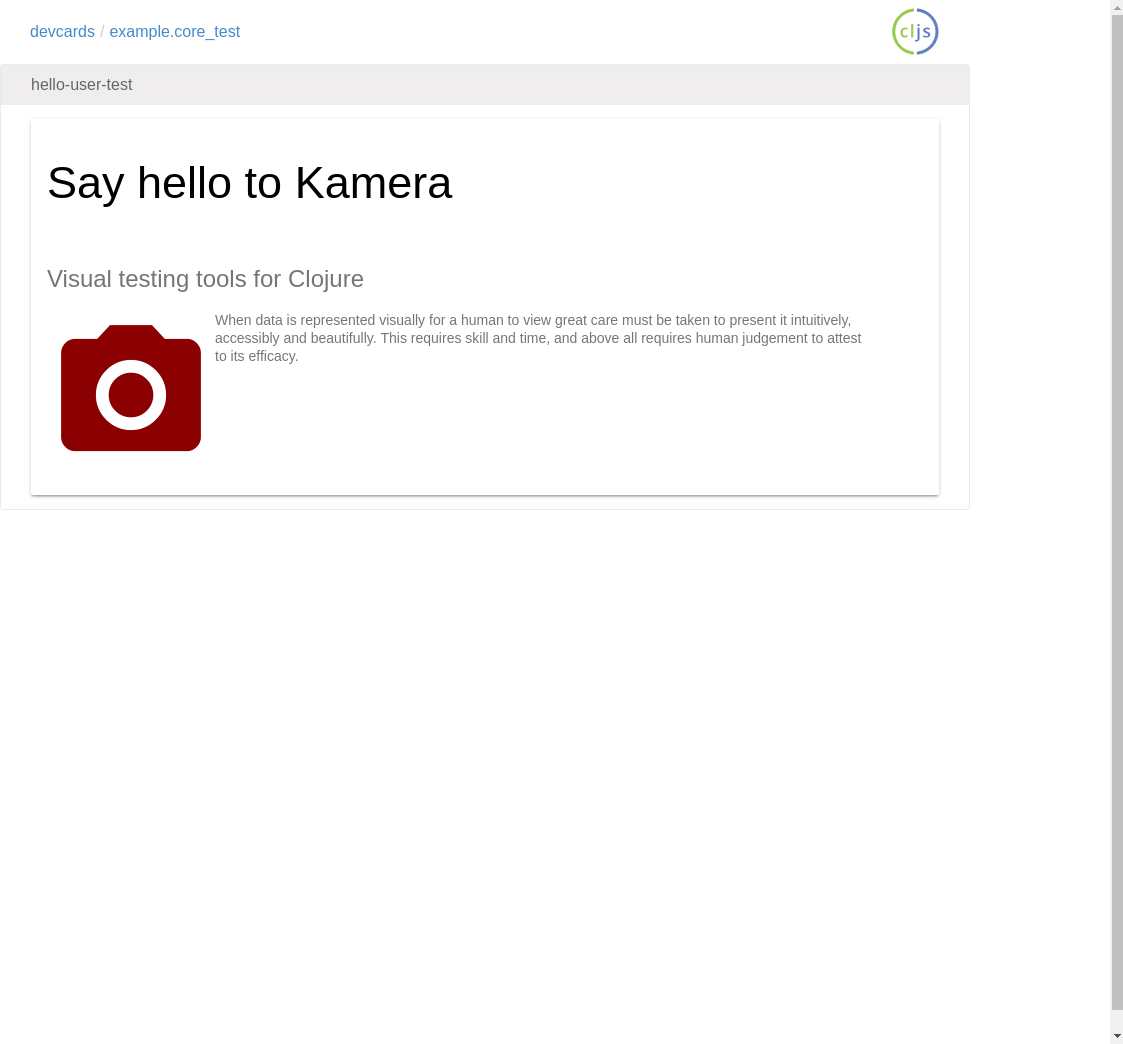 devcards / example.core_test
cljs
hello-user-test
Say hello to Kamera
Visual testing tools for Clojure
When data is represented visually for a human to view great care must be taken to present it intuitively,
accessibly and beautifully. This requires skill and time, and above all requires human judgement to attest
to its efficacy.